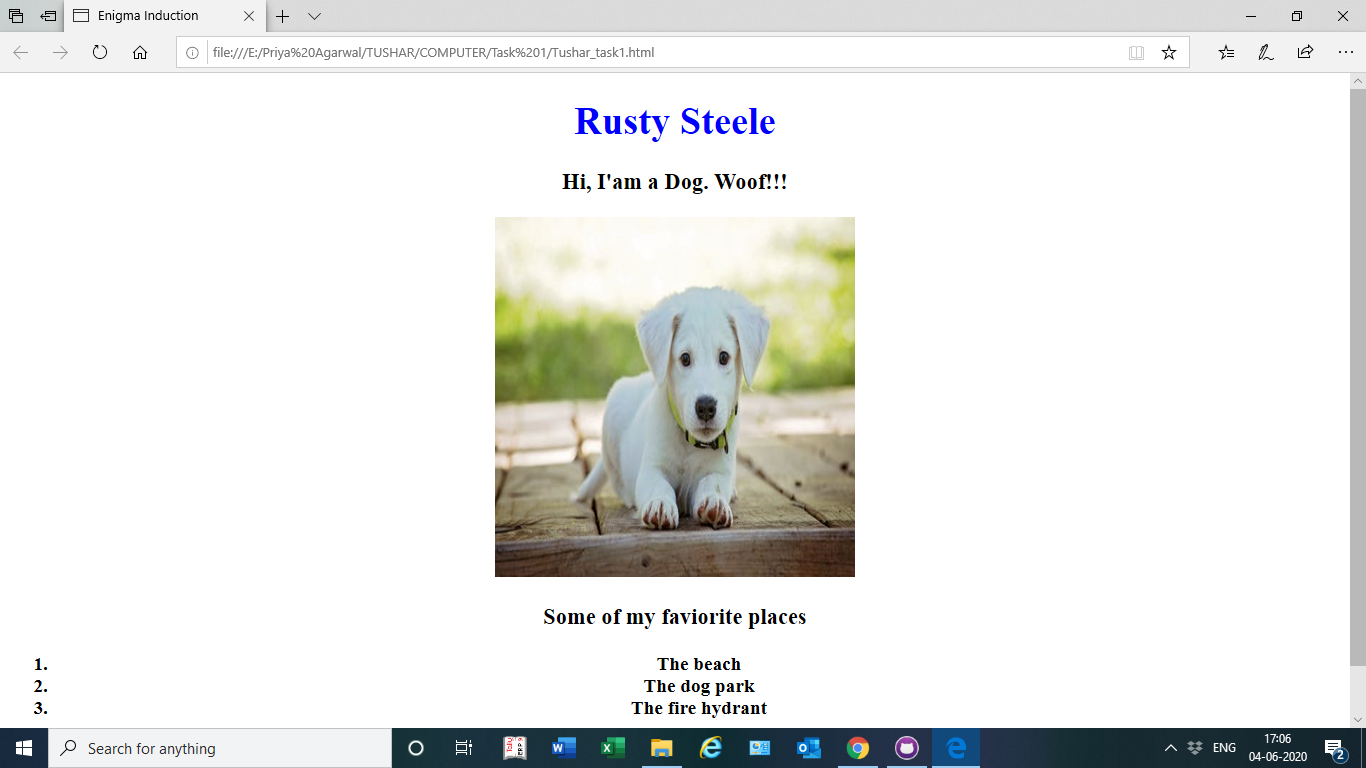 Enigma Induction
file:///E:/Priya%20Agarwal/TUSHAR/COMPUTER/Task%201/Tushar_task1.html
Rusty Steele
Hi, I'am a Dog. Woof!!!
Some of my faviorite places
1. The beach
2. The dog park
3. The fire hydrant
Search for anything
ENG
17:06
04-06-2020
2